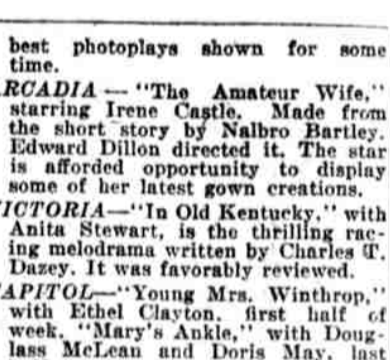 best photoplays shown for some
time.
RCADIA — "The Amateur Wife,"
starring Irene Castle. Made from
the short story by Nalbro Bartley.
Edward Dillon directed it. The star
is afforded opportunity to display
some of her latest gown creations.
ICTORIA—"In Old Kentucky," with
Anita Stewart, is the thrilling rac-
ing melodrama written by Charles T.
Dazey. It was favorably reviewed.
APITOL—"Young Mrs. Winthrop,"
with Ethel Clayton, first half of
week. "Mary's Ankle," with Doug-
lass McLean and Doris May, las